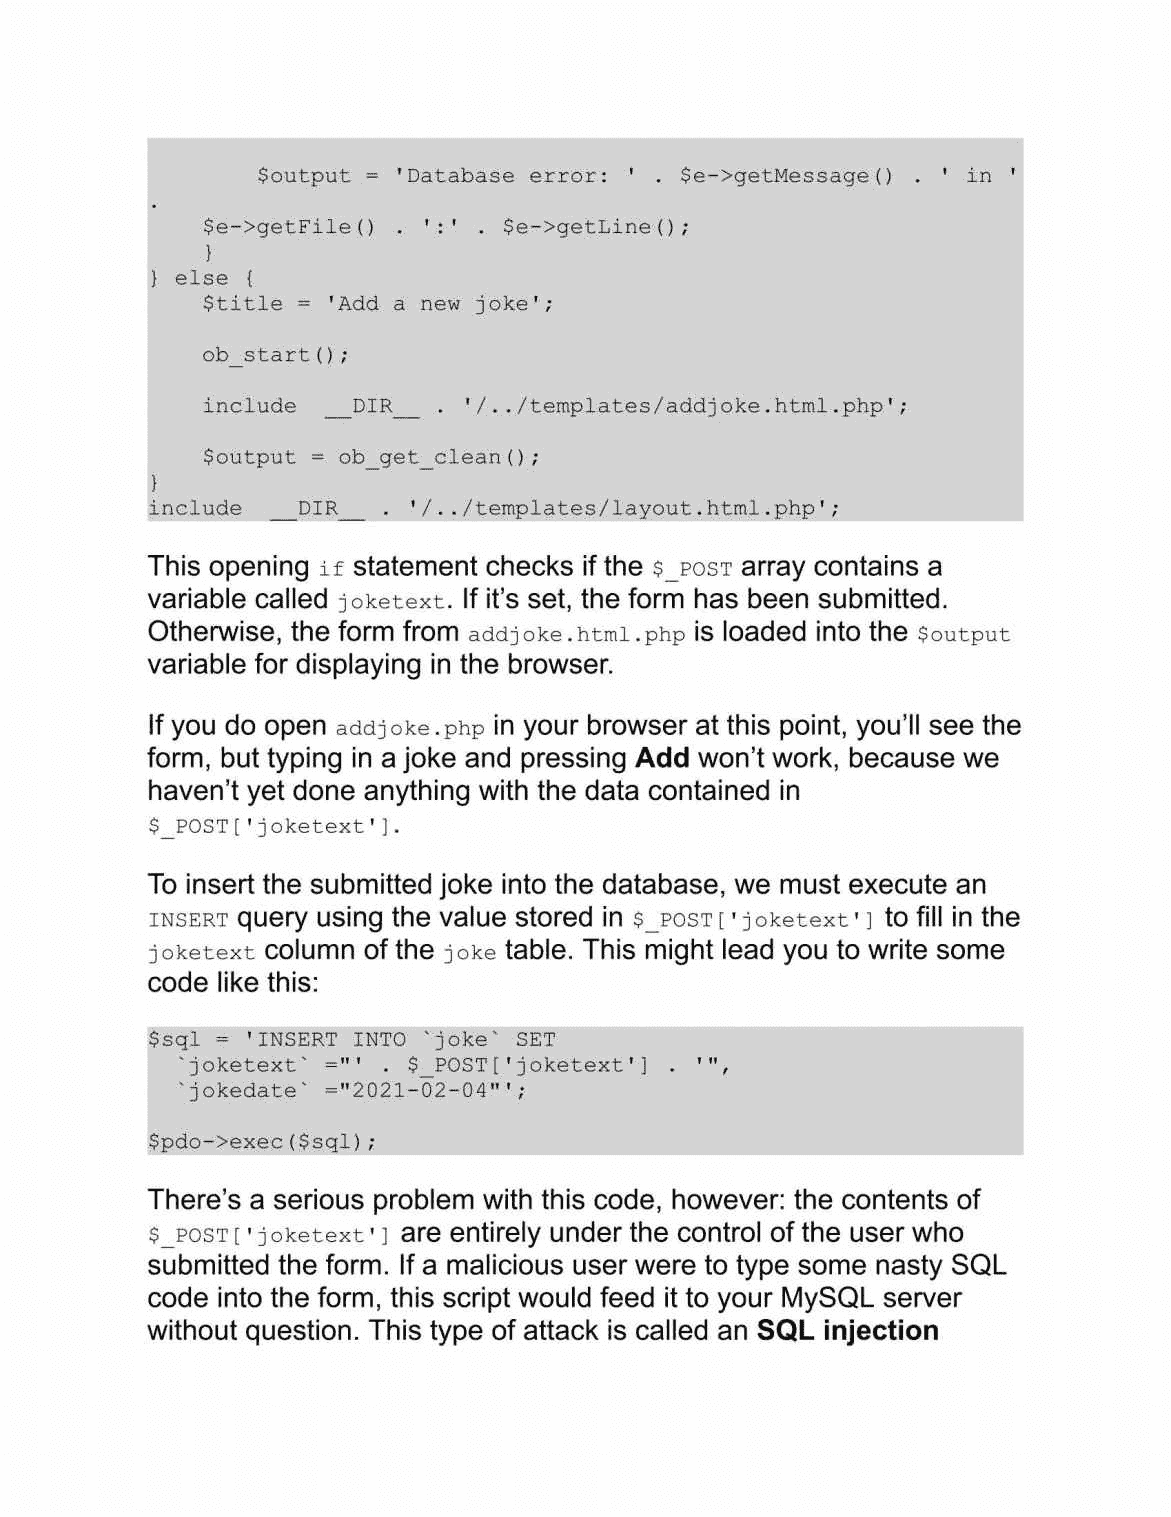 $output = 'Database error: ' . $e->getMessage() . ' in '
.
$e->getFile() . ':' . $e->getLine();
}
} else {
$title = 'Add a new joke';
ob_start();
include __DIR__ . '/../templates/addjoke.html.php';
$output = ob_get_clean();
}
include __DIR__ . '/../templates/layout.html.php';
This opening if statement checks if the $_POST array contains a
variable called joketext. If it’s set, the form has been submitted.
Otherwise, the form from addjoke.html.php is loaded into the $output
variable for displaying in the browser.
If you do open addjoke.php in your browser at this point, you’ll see the
form, but typing in a joke and pressing Add won’t work, because we
haven’t yet done anything with the data contained in
$_POST['joketext'].
To insert the submitted joke into the database, we must execute an
INSERT query using the value stored in $_POST['joketext'] to fill in the
joketext column of the joke table. This might lead you to write some
code like this:
$sql = 'INSERT INTO `joke` SET
`joketext` ="' . $_POST['joketext'] . '",
`jokedate` ="2021-02-04"';
$pdo->exec($sql);
There’s a serious problem with this code, however: the contents of
$_POST['joketext'] are entirely under the control of the user who
submitted the form. If a malicious user were to type some nasty SQL
code into the form, this script would feed it to your MySQL server
without question. This type of attack is called an SQL injection